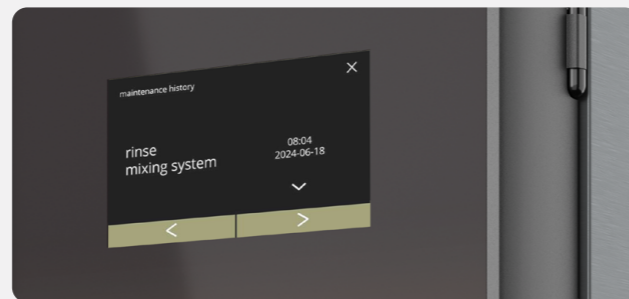 maintenance history
rinse
mixing system
08:04
2024-06-18